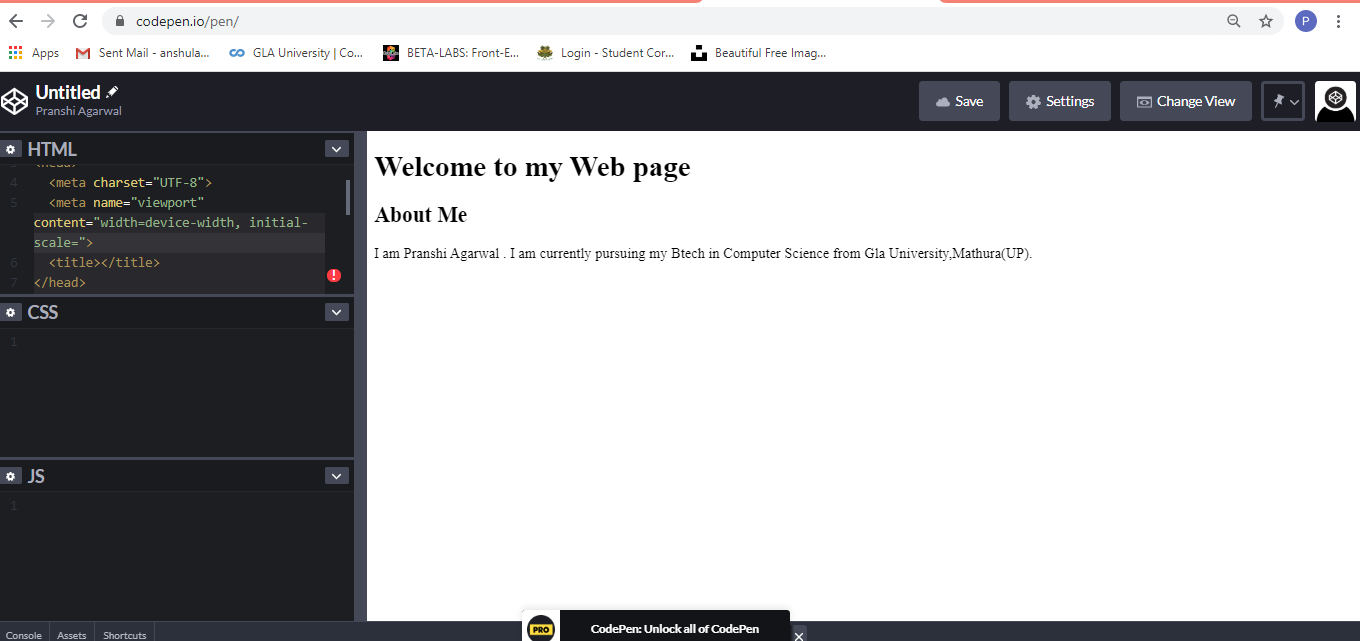 codepen.io/pen/
P
Apps
Sent Mail - anshula...
GLA University | Co...
BETA-LABS: Front-E...
Login - Student Cor...
Beautiful Free Imag...
Untitled
Pranshi Agarwal
Save
Settings
Change View
HTML
4 <meta charset="UTF-8">
5 <meta name="viewport"
content="width=device-width, initial-
scale=">
6 <title></title>
7 </head>
CSS
1
JS
1
Welcome to my Web page
About Me
I am Pranshi Agarwal . I am currently pursuing my Btech in Computer Science from Gla University,Mathura(UP).
Console
Assets
Shortcuts
PRO
CodePen: Unlock all of CodePen